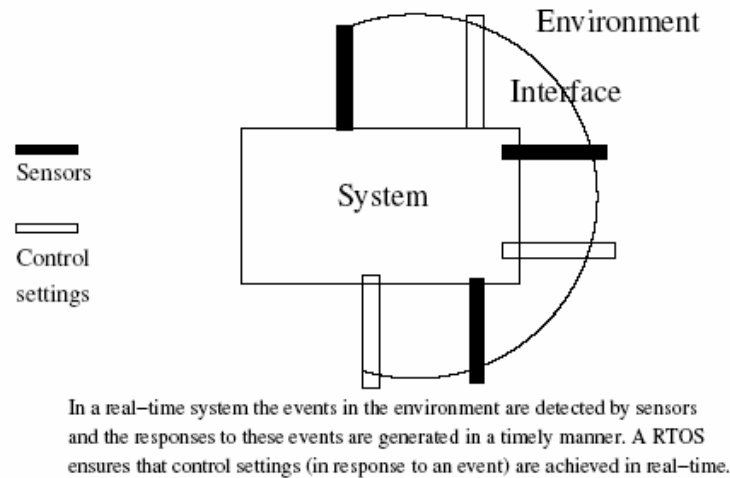 Environment
Interface
Sensors
System
Control
settings
In a real-time system the events in the environment are detected by sensors
and the responses to these events are generated in a timely manner. A RTOS
ensures that control settings (in response to an event) are achieved in real-time.